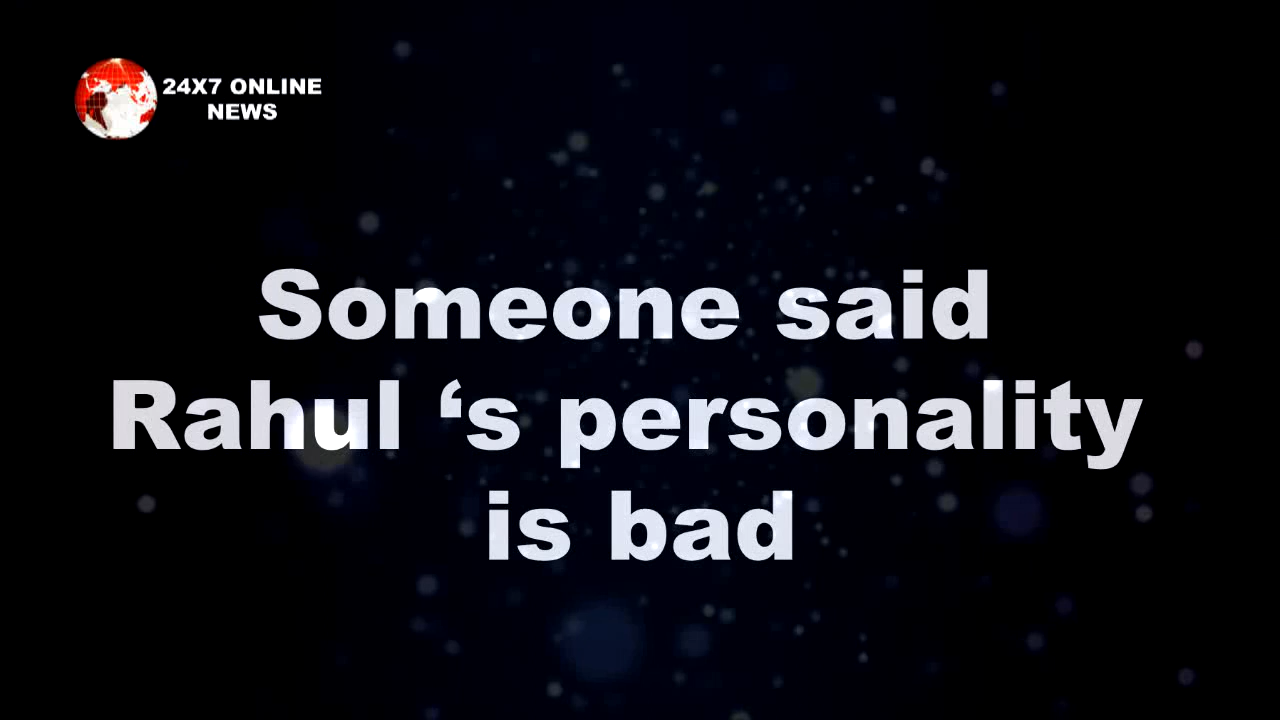 24X7 ONLINE
NEWS
Someone said
Rahul ‘s personality
is bad